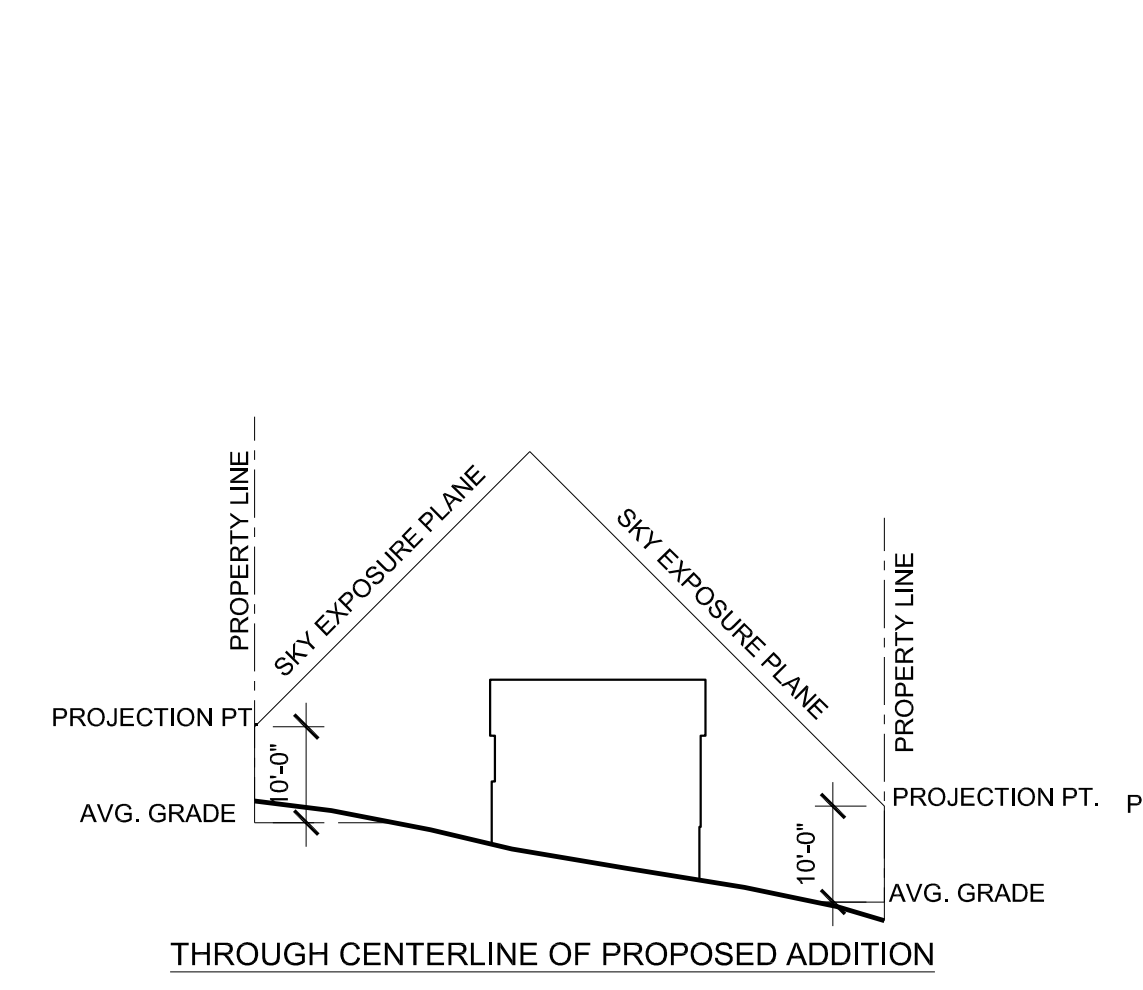 PROPERTY LINE
SKY EXPOSURE PLANE
SKY EXPOSURE PLANE
PROPERTY LINE
PROJECTION PT.
10'-0"
AVG. GRADE
PROJECTION PT.
P
10'-0"
AVG. GRADE
THROUGH CENTERLINE OF PROPOSED ADDITION